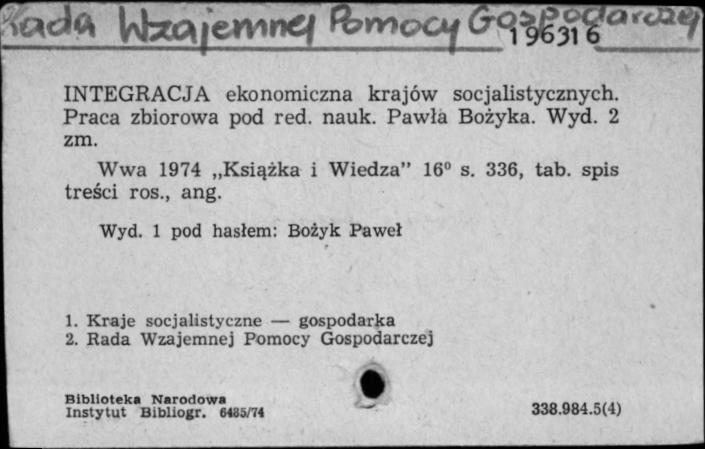 Rada Wzajemnej Pomocy Gospodarczej
196316
INTEGRACJA ekonomiczna krajów socjalistycznych.
Praca zbiorowa pod red. nauk. Pawła Bożyka. Wyd. 2
zm.
Wwa 1974 „Książka i Wiedza” 16° s. 336, tab. spis
treści ros., ang.
Wyd. 1 pod hasłem: Bożyk Paweł
1. Kraje socjalistyczne — gospodarka
2. Rada Wzajemnej Pomocy Gospodarczej
Biblioteka Narodowa
Instytut Bibliogr. 6485/74
338.984.5(4)